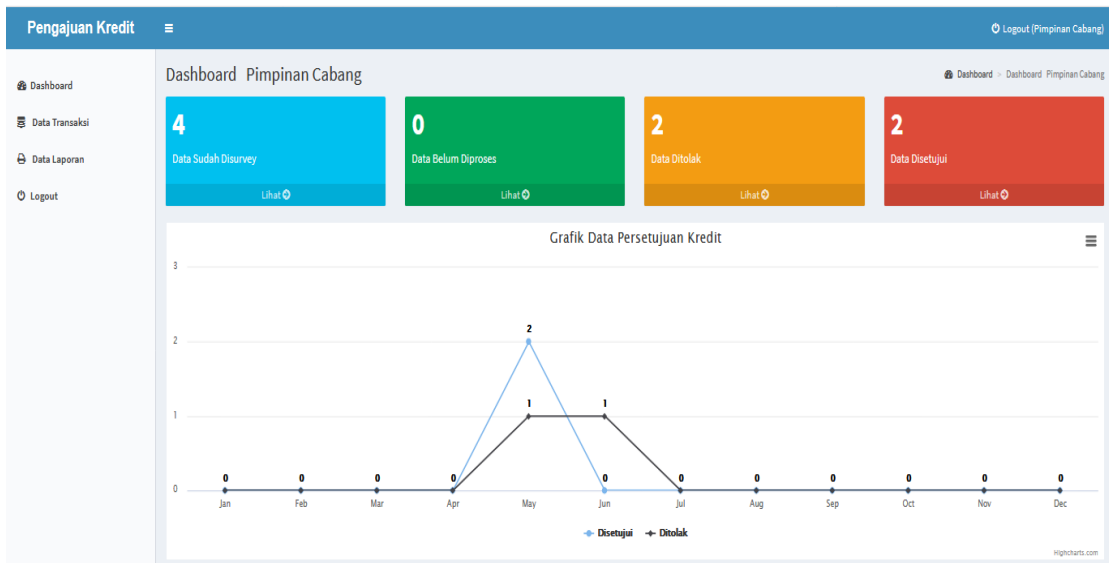 Pengajuan Kredit
Logout (Pimpinan Cabang)
Dashboard
Data Transaksi
Data Laporan
Logout
Dashboard Pimpinan Cabang
Dashboard > Dashboard Pimpinan Cabang
4
Data Sudah Disurvey
Lihat
0
Data Belum Diproses
Lihat
2
Data Ditolak
Lihat
2
Data Disetujui
Lihat
Grafik Data Persetujuan Kredit
3
2
1
0
2
1 1
0 0 0 0 0 0 0 0 0 0 0
Jan Feb Mar Apr May Jun Jul Aug Sep Oct Nov Dec
Disetujui Ditolak
Highcharts.com